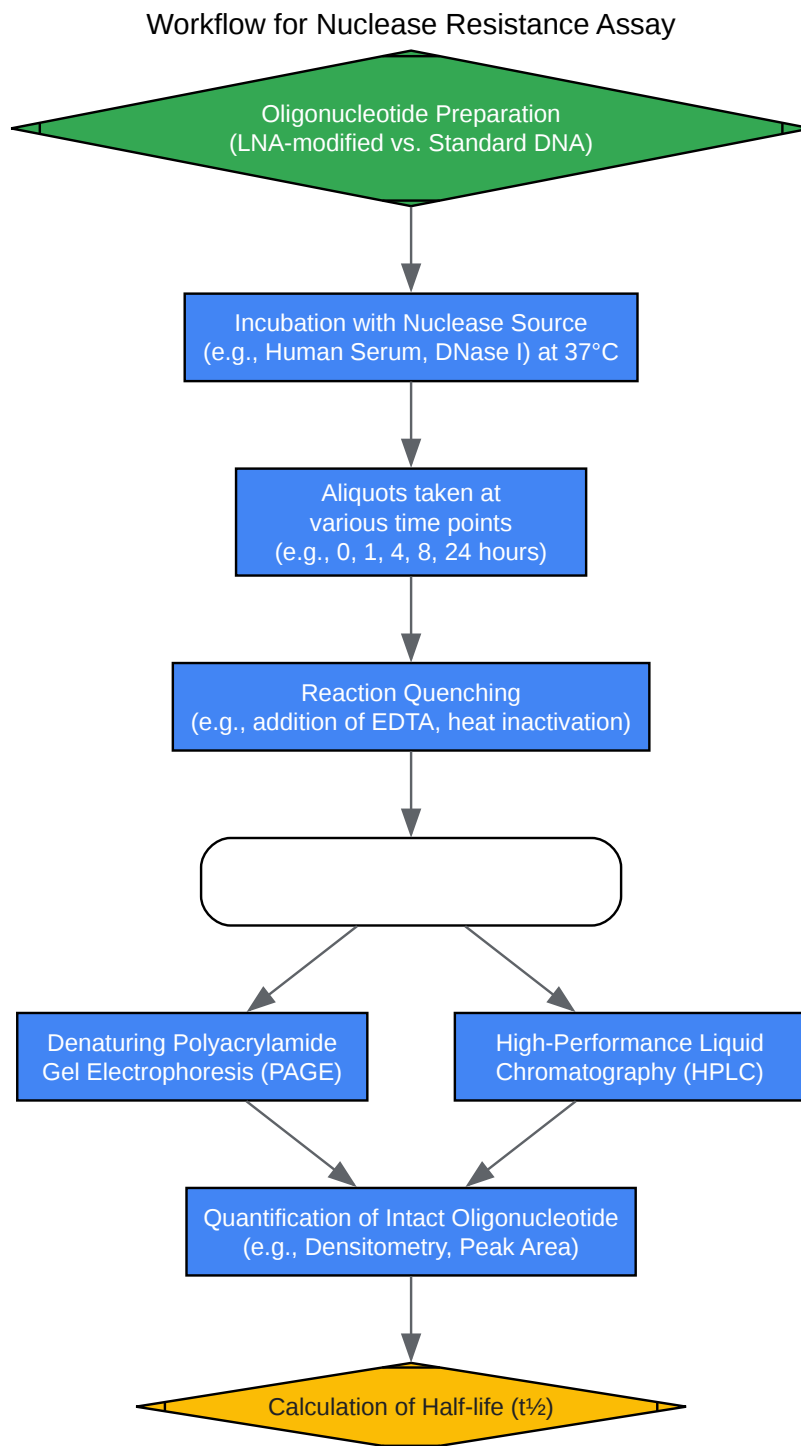 Workflow for Nuclease Resistance Assay
Oligonucleotide Preparation
(LNA-modified vs. Standard DNA)
Incubation with Nuclease Source
(e.g., Human Serum, DNase I) at 37°C
Aliquots taken at
various time points
(e.g., 0, 1, 4, 8, 24 hours)
Reaction Quenching
(e.g., addition of EDTA, heat inactivation)
Denaturing Polyacrylamide
Gel Electrophoresis (PAGE)
High-Performance Liquid
Chromatography (HPLC)
Quantification of Intact Oligonucleotide
(e.g., Densitometry, Peak Area)
Calculation of Half-life (t½)